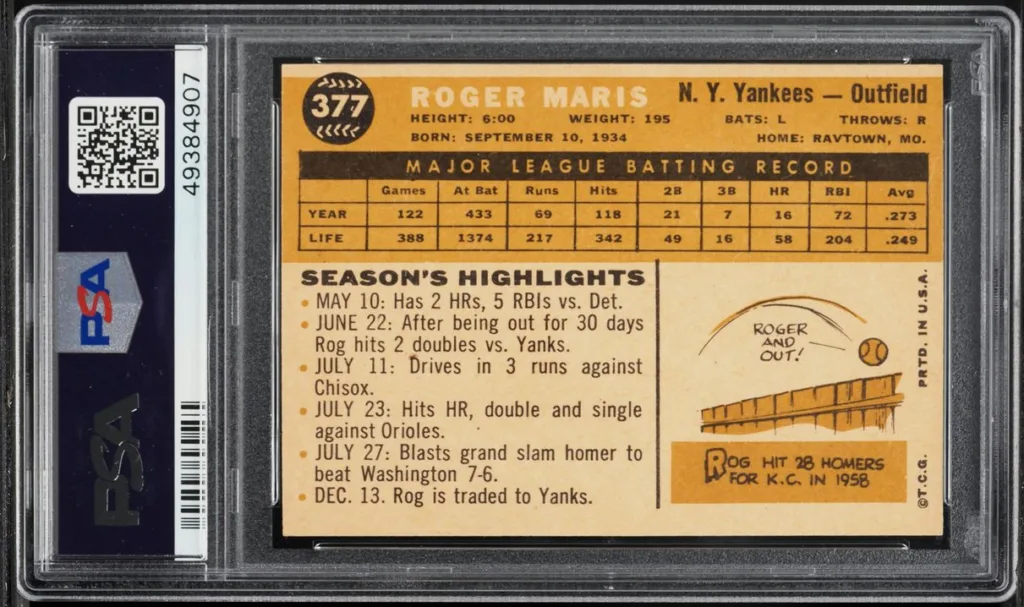 49384907
PSA
PSA
377
ROGER MARIS
N. Y. Yankees — Outfield
HEIGHT: 6:00 WEIGHT: 195 BATS: L THROWS: R
BORN: SEPTEMBER 10, 1934 HOME: RAVTOWN, MO.
MAJOR LEAGUE BATTING RECORD
Games At Bat Runs Hits 2B 3B HR RBI Avg
YEAR 122 433 69 118 21 7 16 72 .273
LIFE 388 1374 217 342 49 16 58 204 .249
SEASON'S HIGHLIGHTS
• MAY 10: Has 2 HRs, 5 RBIs vs. Det.
• JUNE 22: After being out for 30 days
Rog hits 2 doubles vs. Yanks.
• JULY 11: Drives in 3 runs against
Chisox.
• JULY 23: Hits HR, double and single
against Orioles.
• JULY 27: Blasts grand slam homer to
beat Washington 7-6.
• DEC. 13. Rog is traded to Yanks.
ROGER
AND
OUT!
ROG HIT 28 HOMERS
FOR K.C. IN 1958
©T.C.G. PRTD. IN U.S.A.